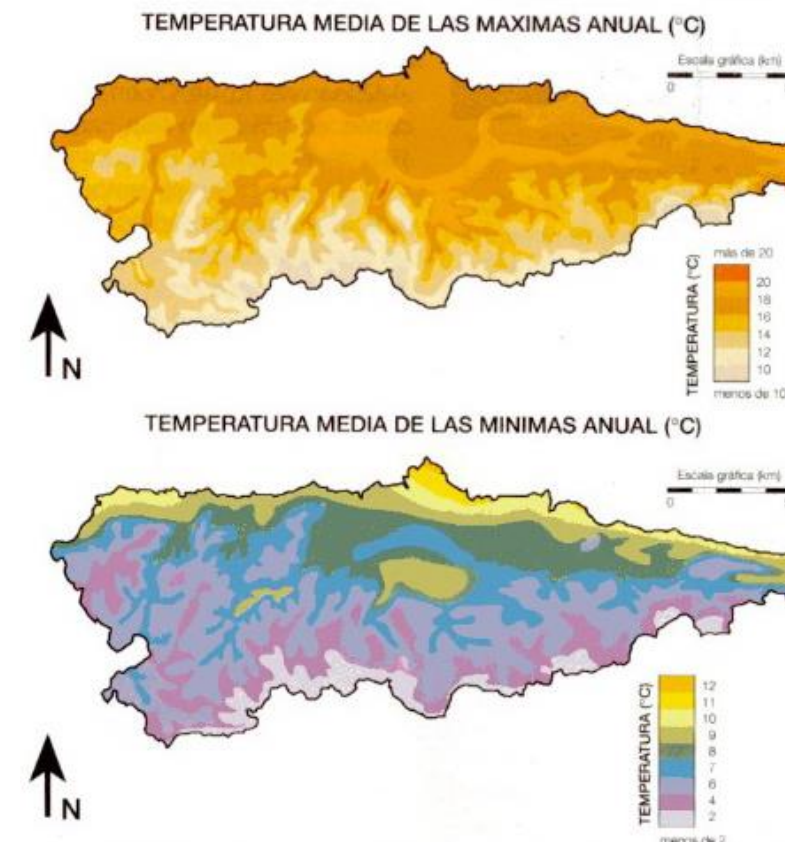 TEMPERATURA MEDIA DE LAS MAXIMAS ANUAL (°C)
Escala gráfica (km)
0
más de 20
TEMPERATURA (°C)
20
18
16
14
12
10
menos de 10
N
TEMPERATURA MEDIA DE LAS MINIMAS ANUAL (°C)
Escala gráfica (km)
0
TEMPERATURA (°C)
12
11
10
9
8
7
6
4
2
menos de 2
N